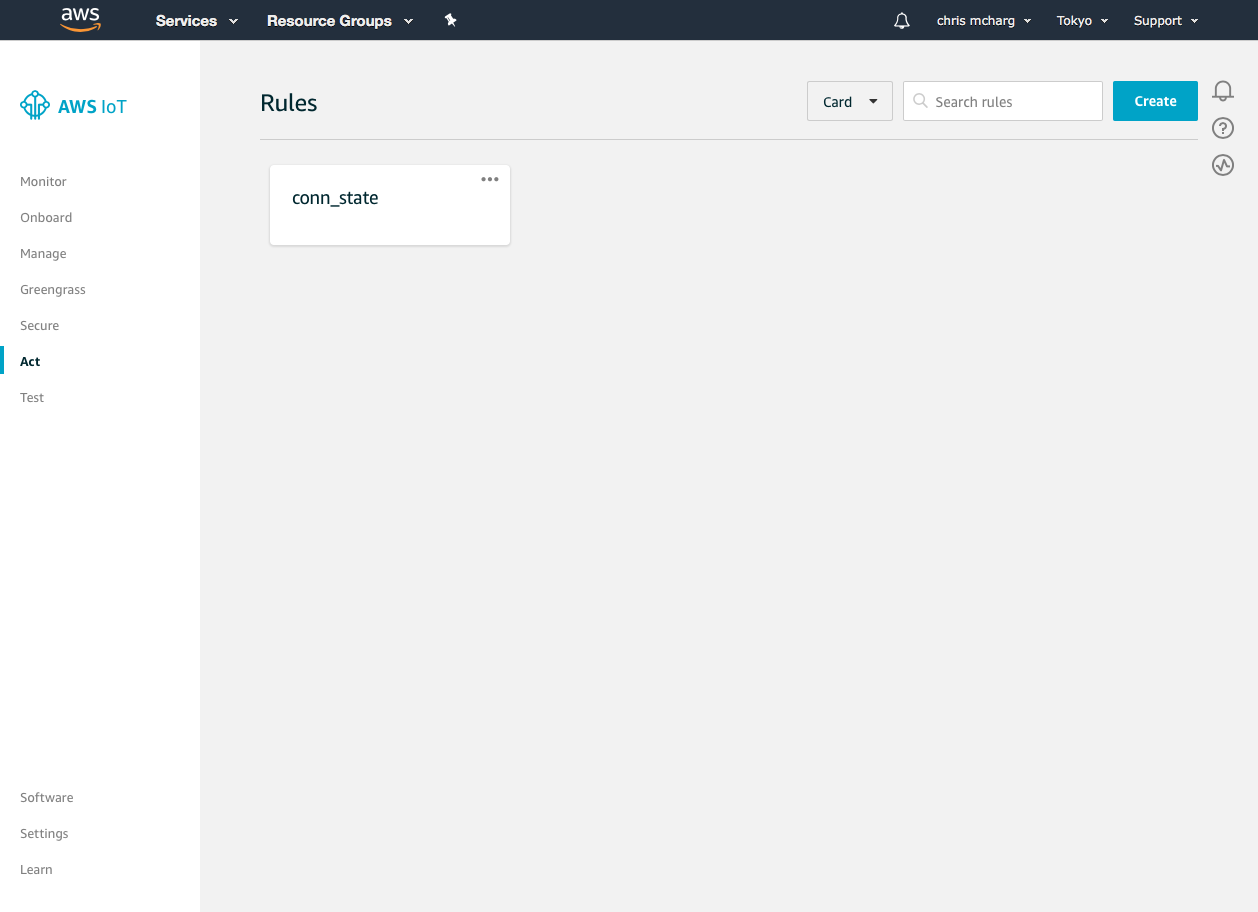 aws Services Resource Groups chris mcharg Tokyo Support
AWS IoT
Monitor
Onboard
Manage
Greengrass
Secure
Act
Test
Software
Settings
Learn
Rules Card Search rules Create
conn_state